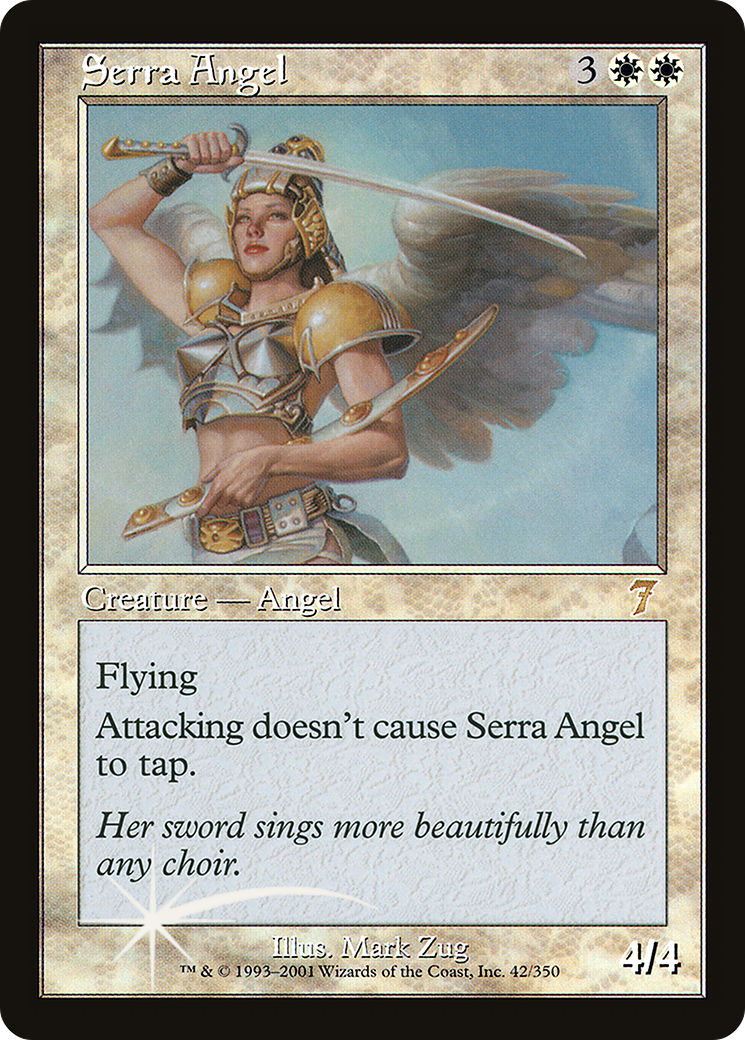 Serra Angel 3
Creature — Angel 7
Flying
Attacking doesn't cause Serra Angel
to tap.
Her sword sings more beautifully than
any choir.
Illus. Mark Zug
4/4
™ & © 1993–2001 Wizards of the Coast, Inc. 42/350